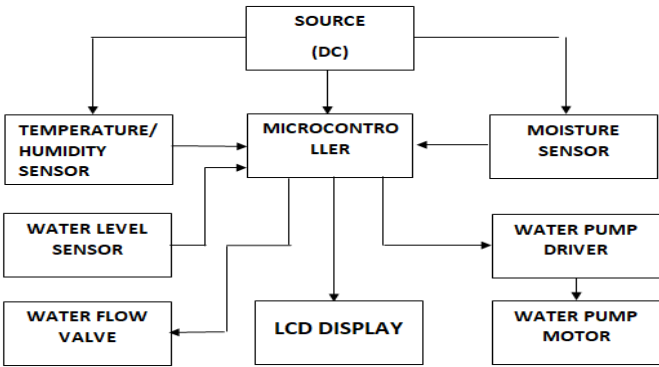 SOURCE
(DC)
TEMPERATURE/
HUMIDITY
SENSOR
MICROCONTRO
LLER
MOISTURE
SENSOR
WATER LEVEL
SENSOR
WATER PUMP
DRIVER
WATER FLOW
VALVE
LCD DISPLAY
WATER PUMP
MOTOR